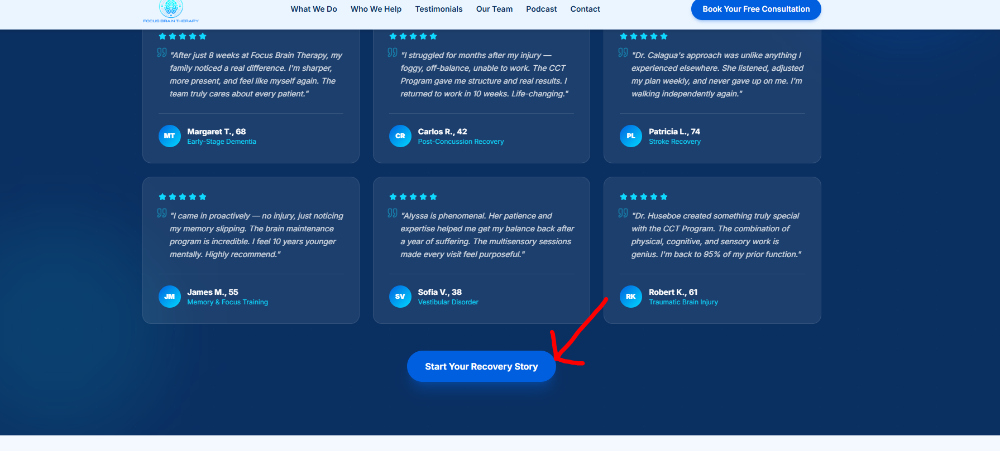 FOCUS BRAIN THERAPY
What We Do
Who We Help
Testimonials
Our Team
Podcast
Contact
Book Your Free Consultation
"After just 8 weeks at Focus Brain Therapy, my
family noticed a real difference. I'm sharper,
more present, and feel like myself again. The
team truly cares about every patient."
MT
Margaret T., 68
Early-Stage Dementia
"I struggled for months after my injury —
foggy, off-balance, unable to work. The CCT
Program gave me structure and real results. I
returned to work in 10 weeks. Life-changing."
CR
Carlos R., 42
Post-Concussion Recovery
"Dr. Calagua's approach was unlike anything I
experienced elsewhere. She listened, adjusted
my plan weekly, and never gave up on me. I'm
walking independently again."
PL
Patricia L., 74
Stroke Recovery
"I came in proactively — no injury, just noticing
my memory slipping. The brain maintenance
program is incredible. I feel 10 years younger
mentally. Highly recommend."
JM
James M., 55
Memory & Focus Training
"Alyssa is phenomenal. Her patience and
expertise helped me get my balance back after
a year of suffering. The multisensory sessions
made every visit feel purposeful."
SV
Sofia V., 38
Vestibular Disorder
"Dr. Huseboe created something truly special
with the CCT Program. The combination of
physical, cognitive, and sensory work is
genius. I'm back to 95% of my prior function."
RK
Robert K., 61
Traumatic Brain Injury
Start Your Recovery Story